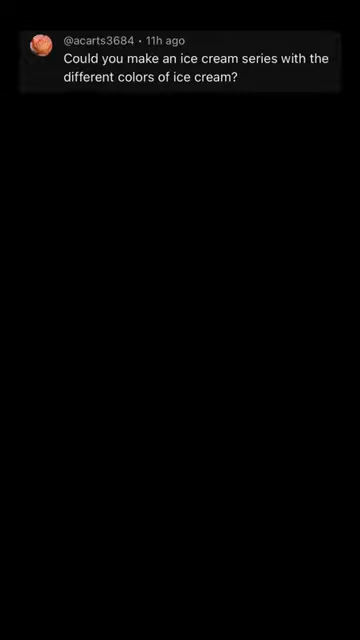 @acarts3684 • 11h ago
Could you make an ice cream series with the
different colors of ice cream?